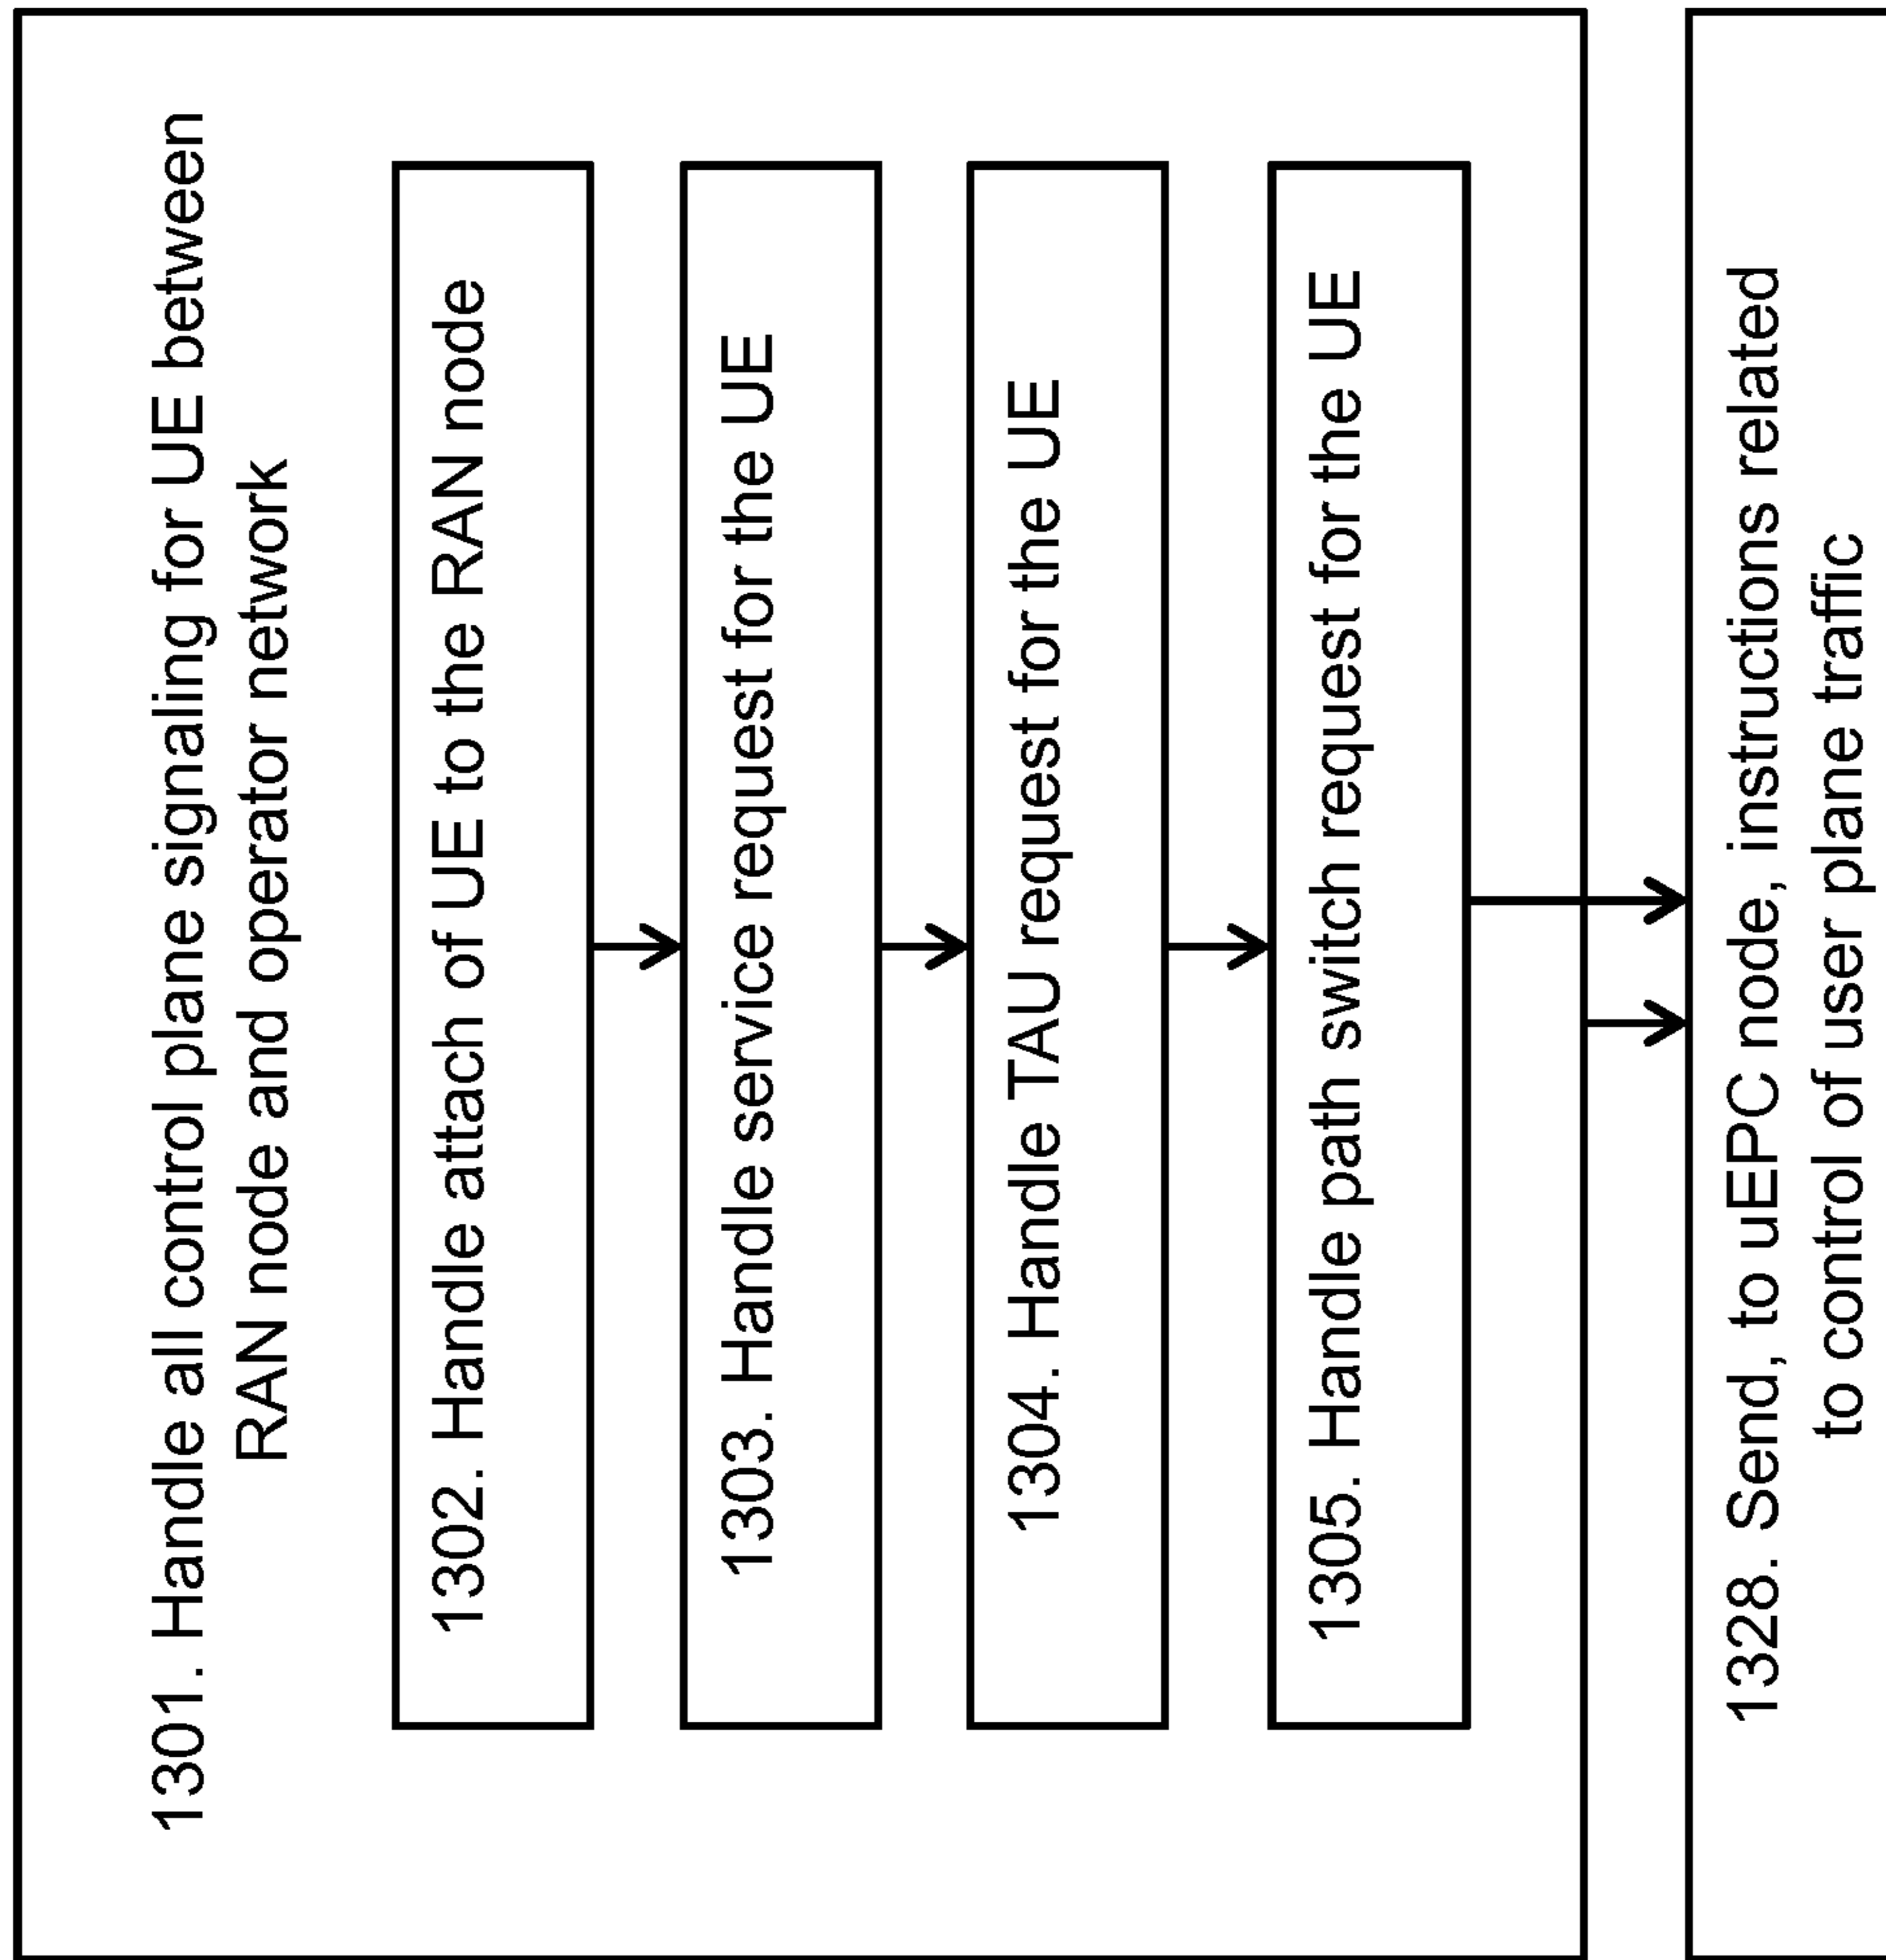 1301. Handle all control plane signaling for UE between
RAN node and operator network
1302. Handle attach of UE to the RAN node
1303. Handle service request for the UE
1304. Handle TAU request for the UE
1305. Handle path switch request for the UE
1328. Send, to uEPC node, instructions related
to control of user plane traffic